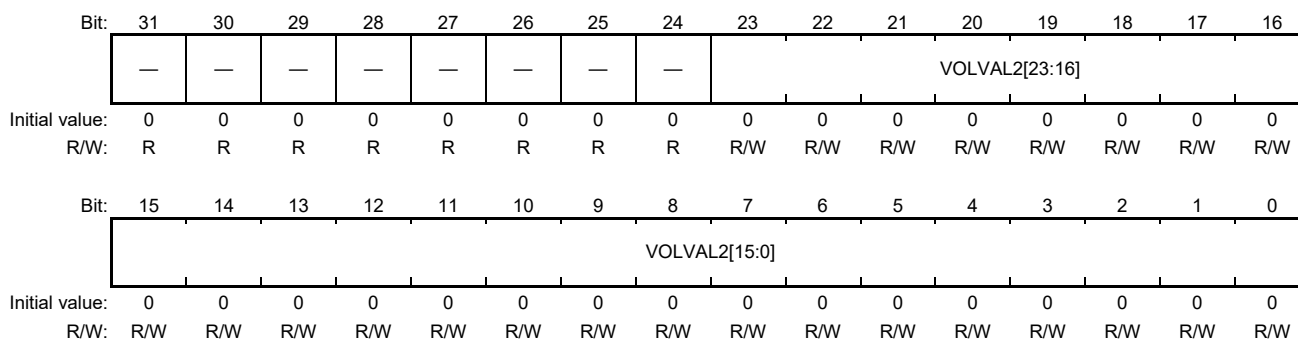 Bit: 31 30 29 28 27 26 25 24 23 22 21 20 19 18 17 16
— — — — — — — — VOLVAL2[23:16]
Initial value: 0 0 0 0 0 0 0 0 0 0 0 0 0 0 0 0
R/W: R R R R R R R R R/W R/W R/W R/W R/W R/W R/W R/W
Bit: 15 14 13 12 11 10 9 8 7 6 5 4 3 2 1 0
VOLVAL2[15:0]
Initial value: 0 0 0 0 0 0 0 0 0 0 0 0 0 0 0 0
R/W: R/W R/W R/W R/W R/W R/W R/W R/W R/W R/W R/W R/W R/W R/W R/W R/W